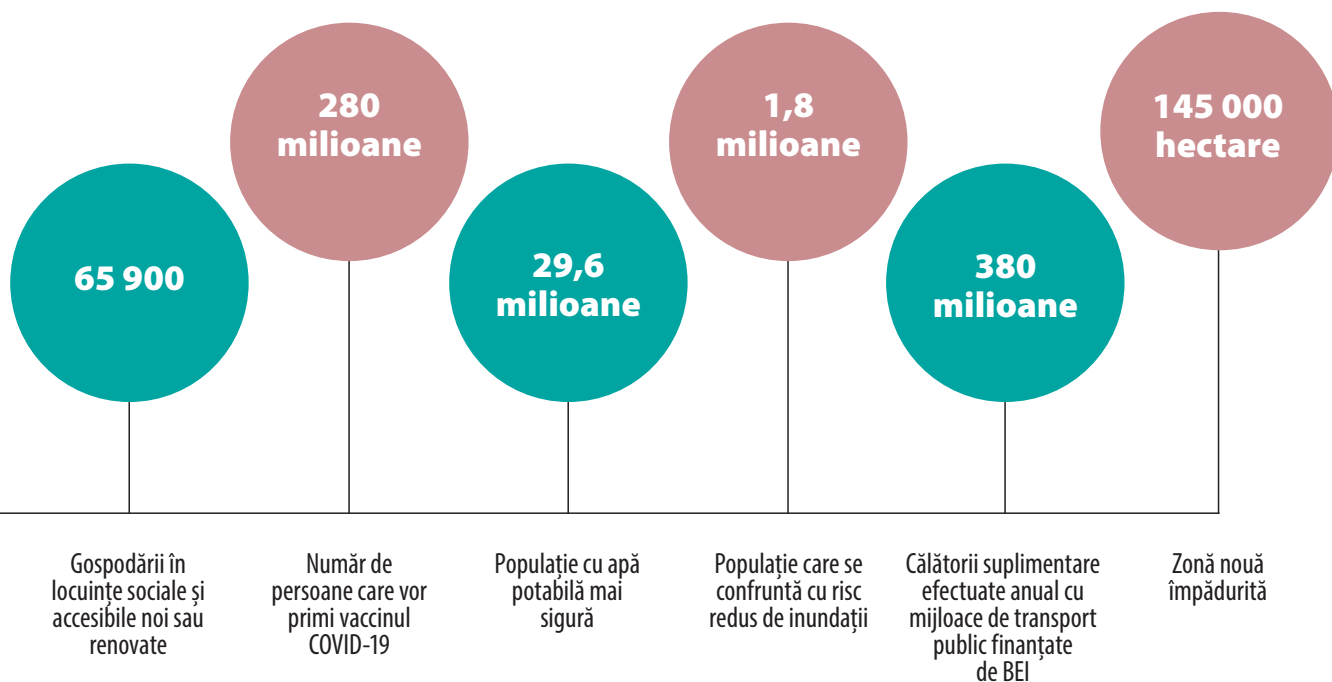 65 900
Gospodării în
locuințe sociale și
accesibile noi sau
renovate
280
milioane
Număr de
persoane care vor
primi vaccinul
COVID-19
29,6
milioane
Populație cu apă
potabilă mai
sigură
1,8
milioane
Populație care se
confruntă cu risc
redus de inundații
380
milioane
Călătorii suplimentare
efectuate anual cu
mijloace de transport
public finanțate
de BEI
145 000
hectare
Zonă nouă
împădurită